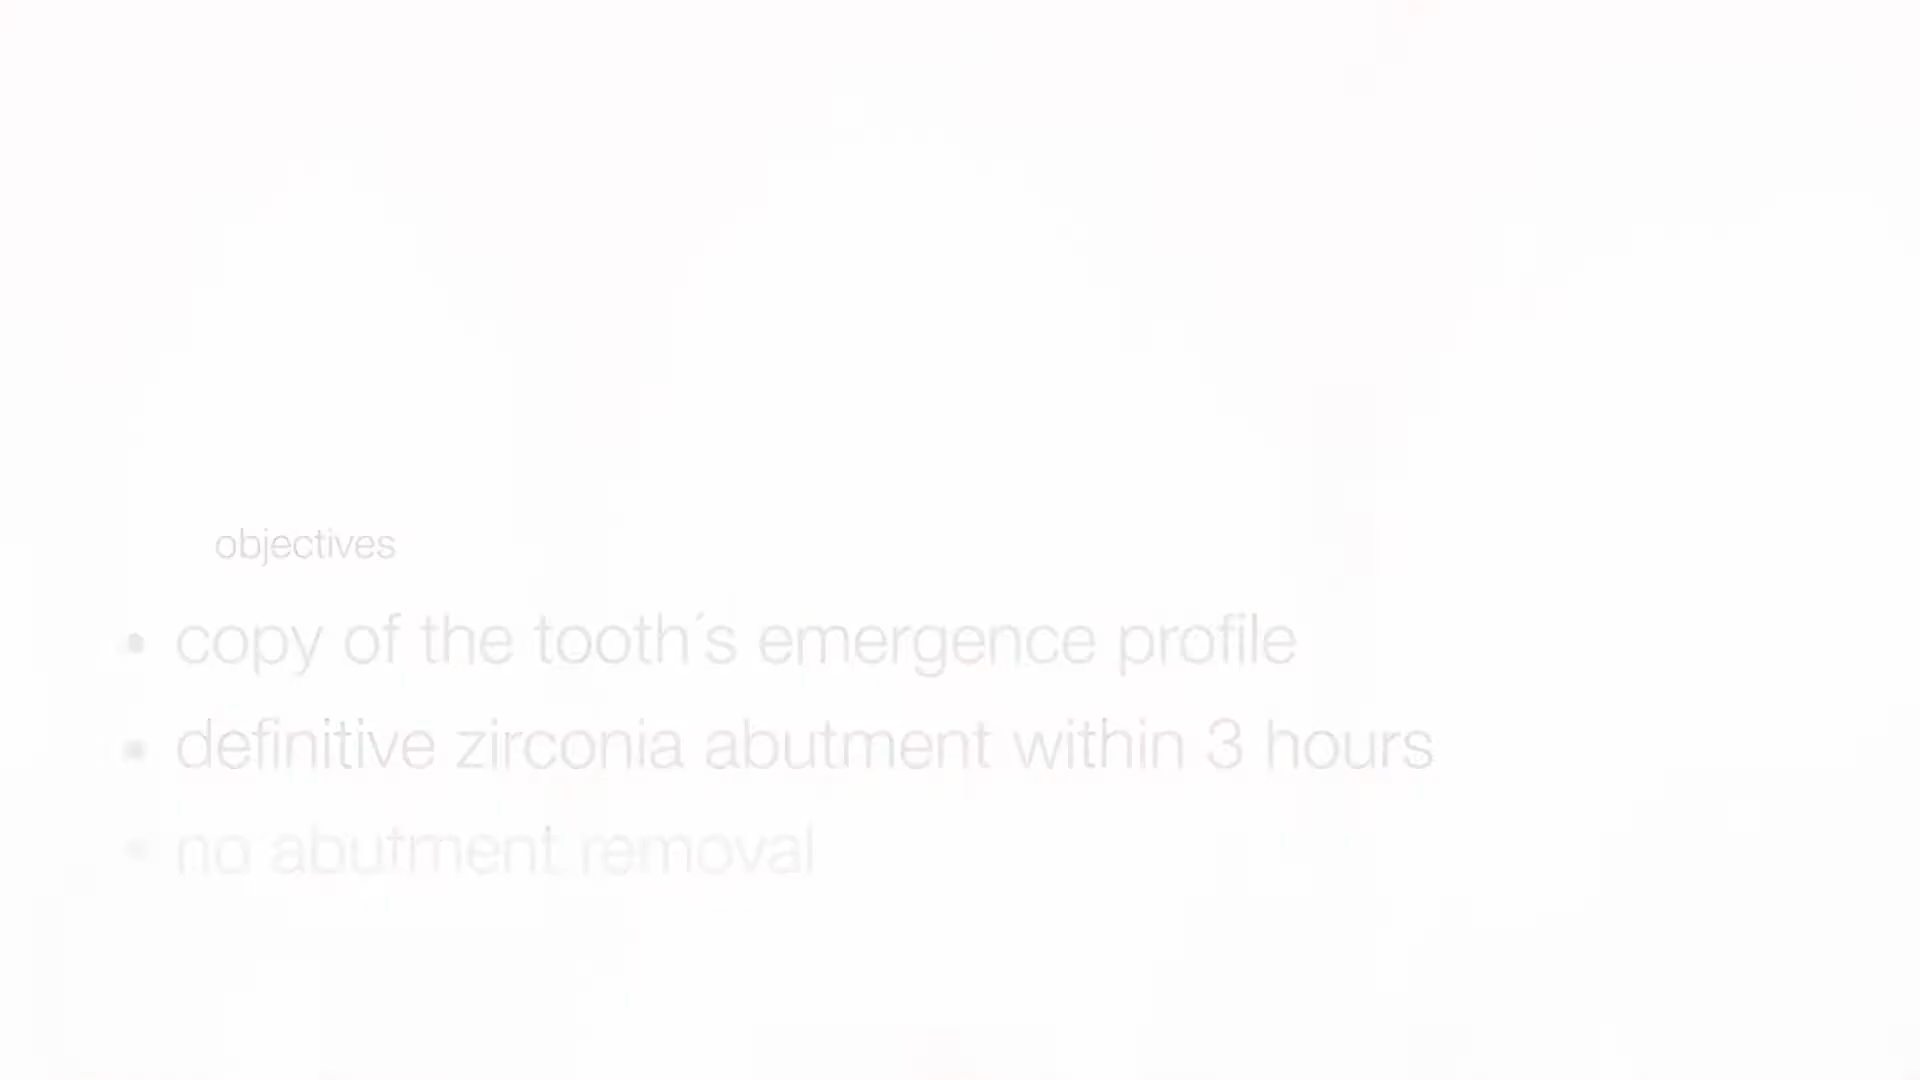 objectives
• copy of the tooth´s emergence profile
• definitive zirconia abutment within 3 hours
• no abutment removal